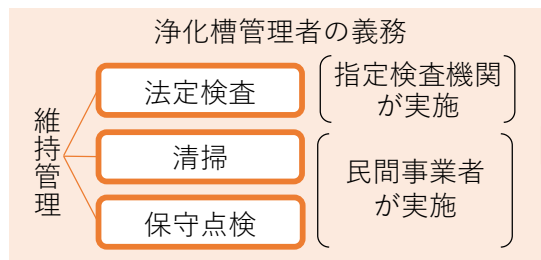 浄化槽管理者の義務
維持管理
法定検査
指定検査機関
が実施
清掃
保守点検
民間事業者
が実施